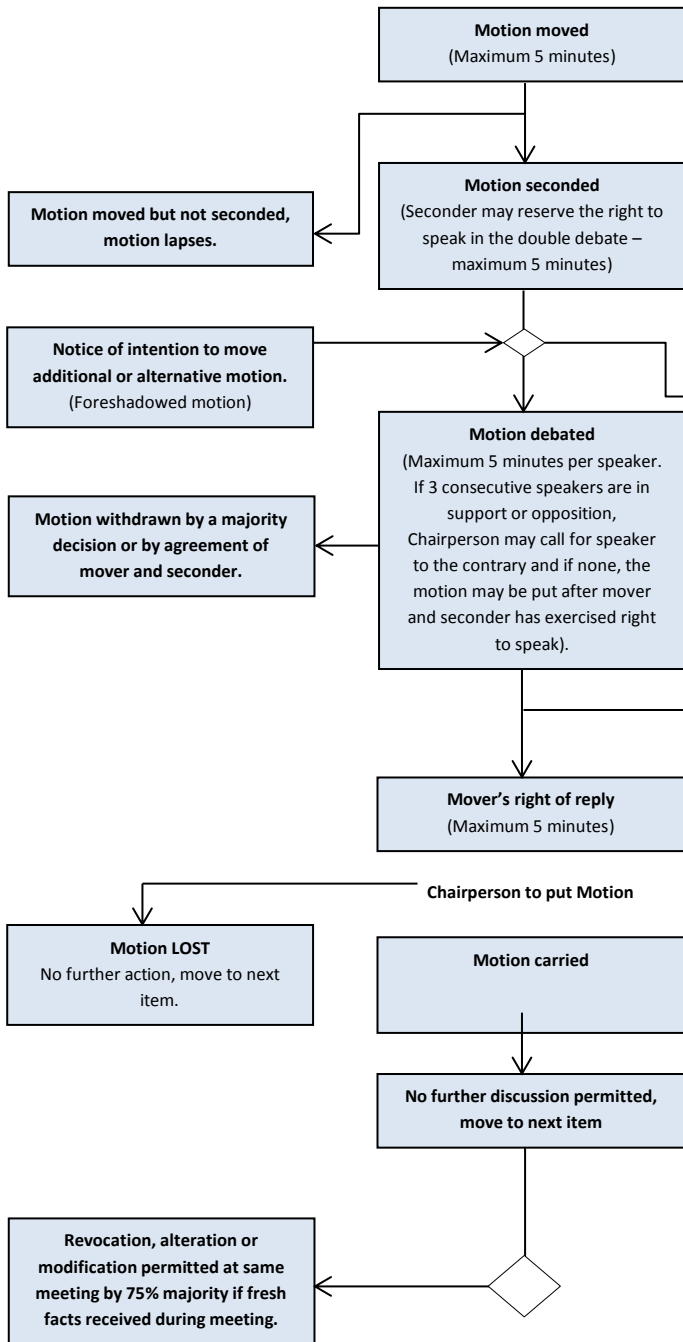 Motion moved
(Maximum 5 minutes)
Motion seconded
(Seconder may reserve the right to
speak in the double debate –
maximum 5 minutes)
Motion moved but not seconded,
motion lapses.
Notice of intention to move
additional or alternative motion.
(Foreshadowed motion)
Motion debated
(Maximum 5 minutes per speaker.
If 3 consecutive speakers are in
support or opposition,
Chairperson may call for speaker
to the contrary and if none, the
motion may be put after mover
and seconder has exercised right
to speak).
Motion withdrawn by a majority
decision or by agreement of
mover and seconder.
Mover’s right of reply
(Maximum 5 minutes)
Chairperson to put Motion
Motion LOST
No further action, move to next
item.
Motion carried
No further discussion permitted,
move to next item
Revocation, alteration or
modification permitted at same
meeting by 75% majority if fresh
facts received during meeting.